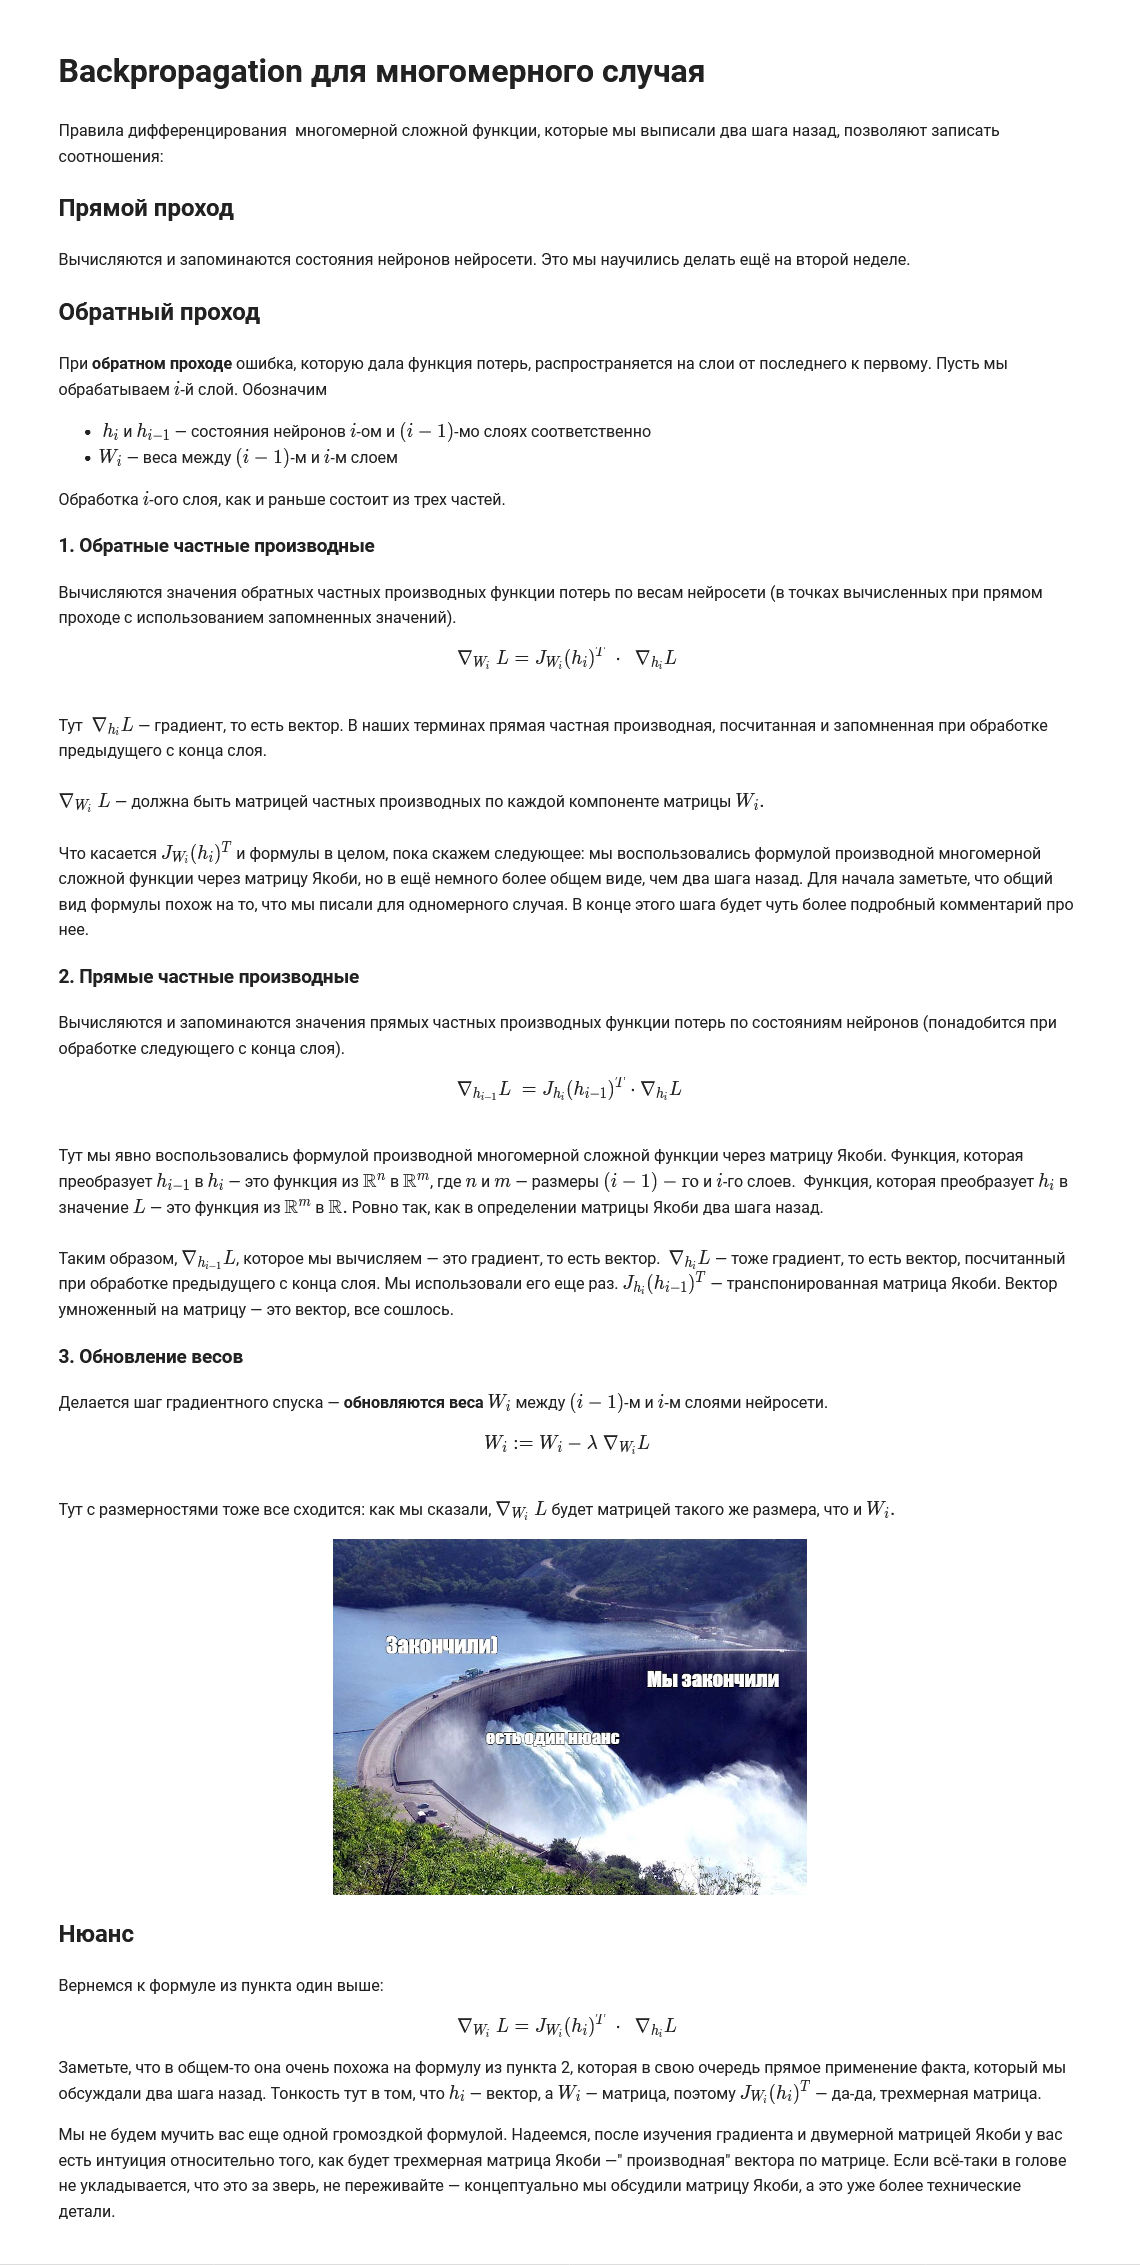 Backpropagation для многомерного случая
Правила дифференцирования многомерной сложной функции, которые мы выписали два шага назад, позволяют записать
соотношения:
Прямой проход
Вычисляются и запоминаются состояния нейронов нейросети. Это мы научились делать ещё на второй неделе.
Обратный проход
При обратном проходе ошибка, которую дала функция потерь, распространяется на слои от последнего к первому. Пусть мы
обрабатываем i-й слой. Обозначим
• h_i и h_{i−1} — состояния нейронов i-ом и (i − 1)-мо слоях соответственно
• W_i — веса между (i − 1)-м и i-м слоем
Обработка i-ого слоя, как и раньше состоит из трех частей.
1. Обратные частные производные
Вычисляются значения обратных частных производных функции потерь по весам нейросети (в точках вычисленных при прямом
проходе с использованием запомненных значений).
∇_{W_i} L = J_{W_i}(h_i)^T · ∇_{h_i}L
Тут ∇_{h_i}L — градиент, то есть вектор. В наших терминах прямая частная производная, посчитанная и запомненная при обработке
предыдущего с конца слоя.
∇_{W_i} L — должна быть матрицей частных производных по каждой компоненте матрицы W_i.
Что касается J_{W_i}(h_i)^T и формулы в целом, пока скажем следующее: мы воспользовались формулой производной многомерной
сложной функции через матрицу Якоби, но в ещё немного более общем виде, чем два шага назад. Для начала заметьте, что общий
вид формулы похож на то, что мы писали для одномерного случая. В конце этого шага будет чуть более подробный комментарий про
нее.
2. Прямые частные производные
Вычисляются и запоминаются значения прямых частных производных функции потерь по состояниям нейронов (понадобится при
обработке следующего с конца слоя).
∇_{h_{i−1}}L = J_{h_i}(h_{i−1})^T · ∇_{h_i}L
Тут мы явно воспользовались формулой производной многомерной сложной функции через матрицу Якоби. Функция, которая
преобразует h_{i−1} в h_i — это функция из ℝ^n в ℝ^m, где n и m — размеры (i − 1) − го и i-го слоев. Функция, которая преобразует h_i в
значение L — это функция из ℝ^m в ℝ. Ровно так, как в определении матрицы Якоби два шага назад.
Таким образом, ∇_{h_{i−1}}L, которое мы вычисляем — это градиент, то есть вектор. ∇_{h_i}L — тоже градиент, то есть вектор, посчитанный
при обработке предыдущего с конца слоя. Мы использовали его еще раз. J_{h_i}(h_{i−1})^T — транспонированная матрица Якоби. Вектор
умноженный на матрицу — это вектор, все сошлось.
3. Обновление весов
Делается шаг градиентного спуска — обновляются веса W_i между (i − 1)-м и i-м слоями нейросети.
W_i := W_i − λ ∇_{W_i}L
Тут с размерностями тоже все сходится: как мы сказали, ∇_{W_i} L будет матрицей такого же размера, что и W_i.
Закончили)
Мы закончили
есть один нюанс
Нюанс
Вернемся к формуле из пункта один выше:
∇_{W_i} L = J_{W_i}(h_i)^T · ∇_{h_i}L
Заметьте, что в общем-то она очень похожа на формулу из пункта 2, которая в свою очередь прямое применение факта, который мы
обсуждали два шага назад. Тонкость тут в том, что h_i — вектор, а W_i — матрица, поэтому J_{W_i}(h_i)^T — да-да, трехмерная матрица.
Мы не будем мучить вас еще одной громоздкой формулой. Надеемся, после изучения градиента и двумерной матрицей Якоби у вас
есть интуиция относительно того, как будет трехмерная матрица Якоби —" производная" вектора по матрице. Если всё-таки в голове
не укладывается, что это за зверь, не переживайте — концептуально мы обсудили матрицу Якоби, а это уже более технические
детали.